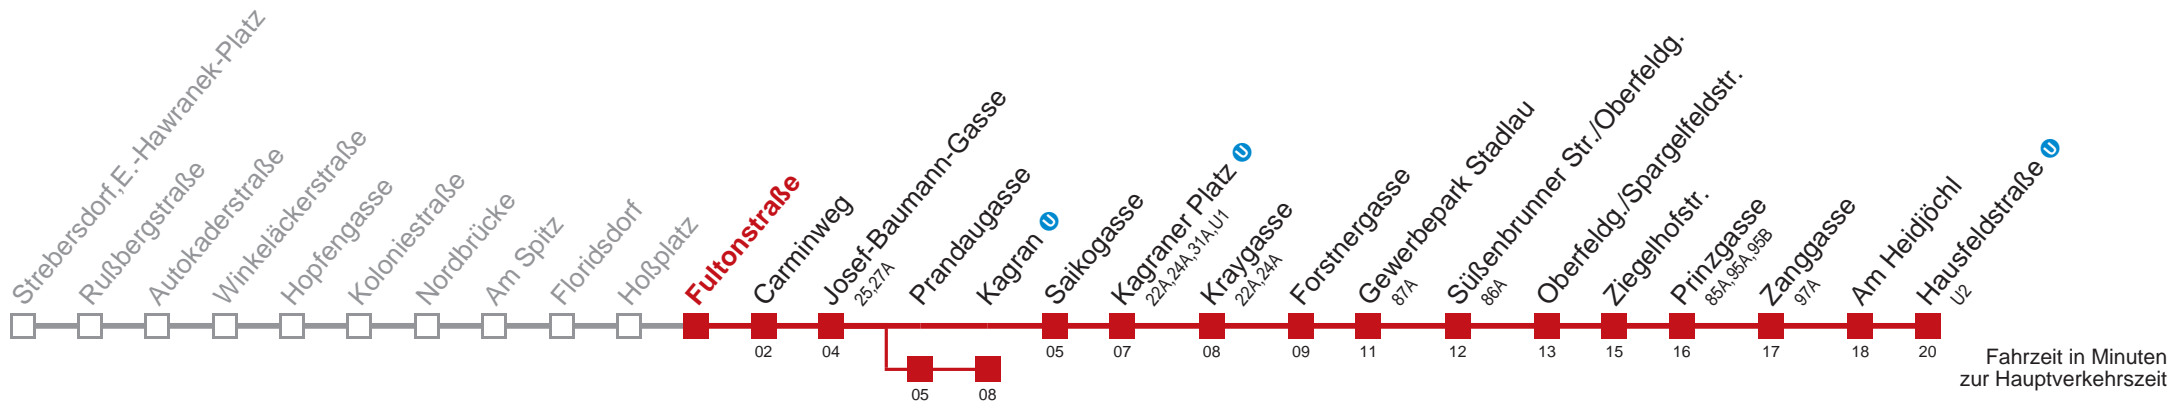 Strebersdorf,E.-Hawranek-Platz
Rußbergstraße
Autokaderstraße
Winkeläckerstraße
Hopfengasse
Koloniestraße
Nordbrücke
Am Spitz
Floridsdorf
Hoßplatz
Fultonstraße
Carminweg
Josef-Baumann-Gasse
25,27A
Prandaugasse
Kagran U
Saikogasse
Kagraner Platz U
22A,24A,31A,U1
Kraygasse
22A,24A
Forstnergasse
Gewerbepark Stadlau
87A
Süßenbrunner Str./Oberfeldg.
86A
Oberfeldg./Spargelfeldstr.
Ziegelhofstr.
Prinzgasse
85A,95A,95B
Zanggasse
97A
Am Heidjöchl
Hausfeldstraße U
U2
02 04 05 07 08 09 11 12 13 15 16 17 18 20
05 08
Fahrzeit in Minuten
zur Hauptverkehrszeit